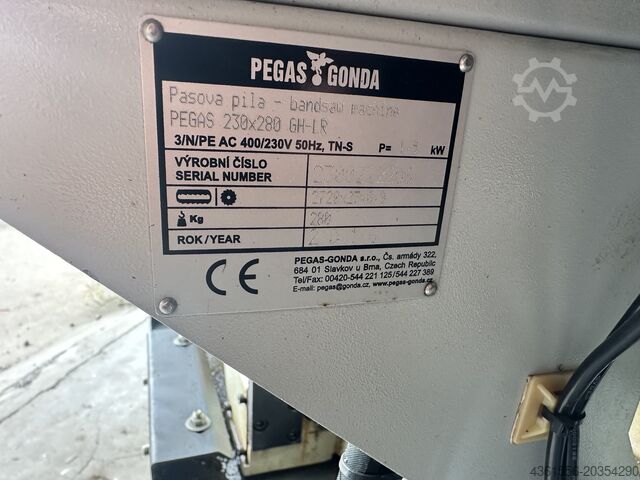 PEGAS GONDA
Pasova pila - bandsaw machine
PEGAS 230x280 GH-LR
3/N/PE AC 400/230V 50Hz, TN-S P= kW
VÝROBNÍ ČÍSLO
SERIAL NUMBER
Kg 280
ROK / YEAR
CE
PEGAS-GONDA s.r.o., Čs. armády 322,
684 01 Slavkov u Brna, Czech Republic
Tel/Fax: 00420-544 221 125/544 227 389
E-mail: pegas@gonda.cz, www.pegas-gonda.cz